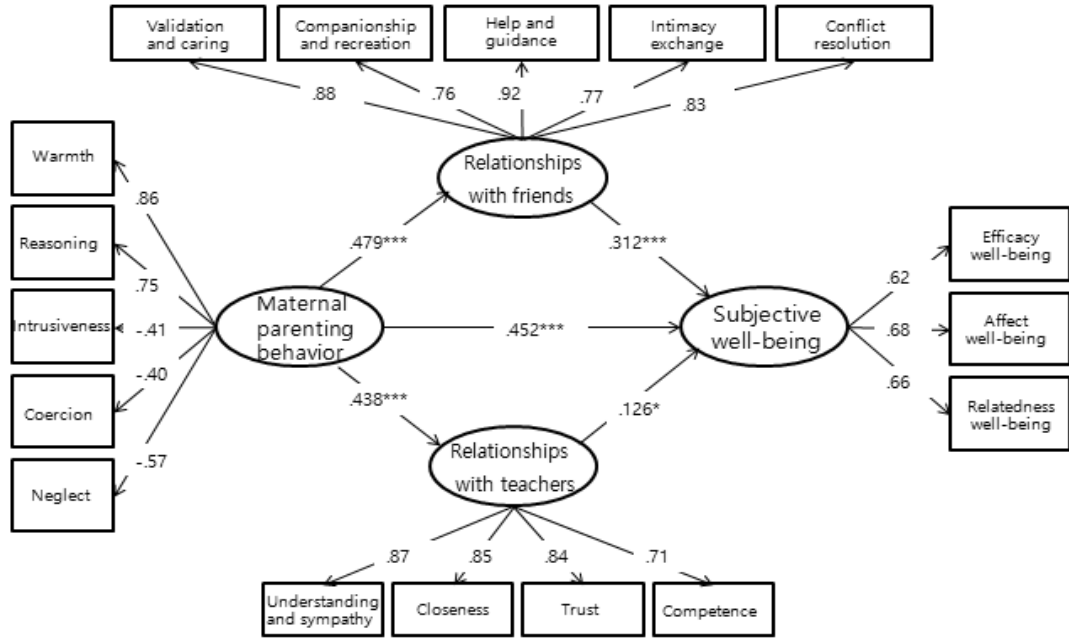 Validation
and caring
Companionship
and recreation
Help and
guidance
Intimacy
exchange
Conflict
resolution
.88
.76
.92
.77
.83
Relationships
with friends
Warmth
Reasoning
Intrusiveness
Coercion
Neglect
.86
.75
-.41
-.40
-.57
Maternal
parenting
behavior
.479***
.312***
.452***
.438***
.126*
Subjective
well-being
.62
.68
.66
Efficacy
well-being
Affect
well-being
Relatedness
well-being
Relationships
with teachers
.87
.85
.84
.71
Understanding
and sympathy
Closeness
Trust
Competence